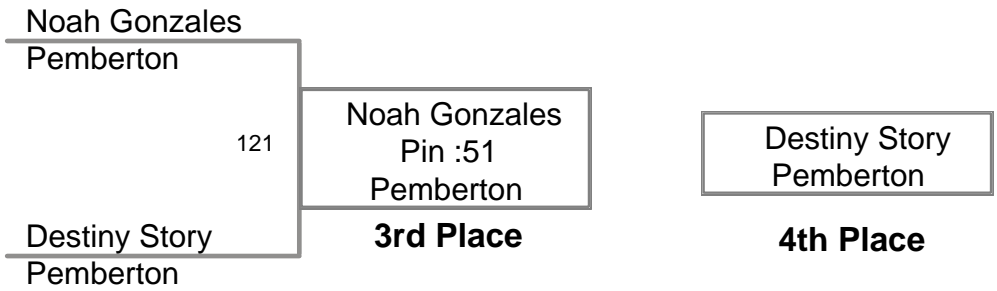 Noah Gonzales
Pemberton
121
Noah Gonzales
Pin :51
Pemberton
3rd Place
Destiny Story
Pemberton
Destiny Story
Pemberton
4th Place